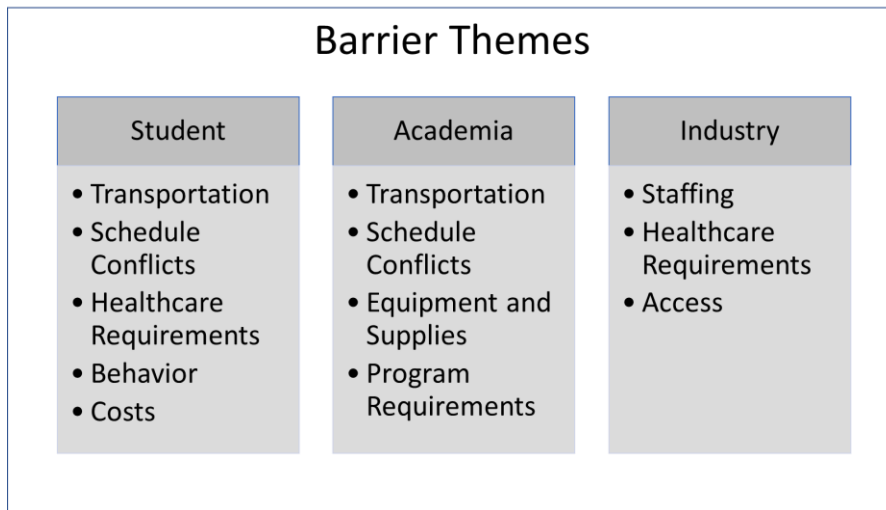 Barrier Themes
Student
• Transportation
• Schedule
Conflicts
• Healthcare
Requirements
• Behavior
• Costs
Academia
• Transportation
• Schedule
Conflicts
• Equipment and
Supplies
• Program
Requirements
Industry
• Staffing
• Healthcare
Requirements
• Access